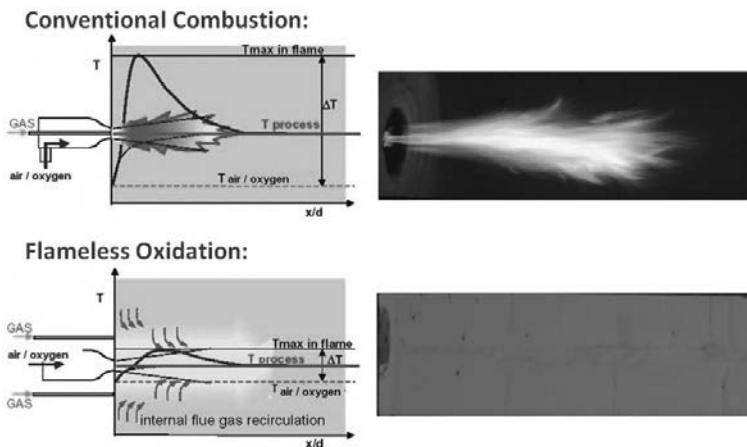 Conventional Combustion:
T
Tmax in flame
ΔT
GAS
T process
air / oxygen
T air / oxygen
x/d
Flameless Oxidation:
T
GAS
Tmax in flame
air / oxygen
T process
ΔT
T air / oxygen
GAS
internal flue gas recirculation
x/d